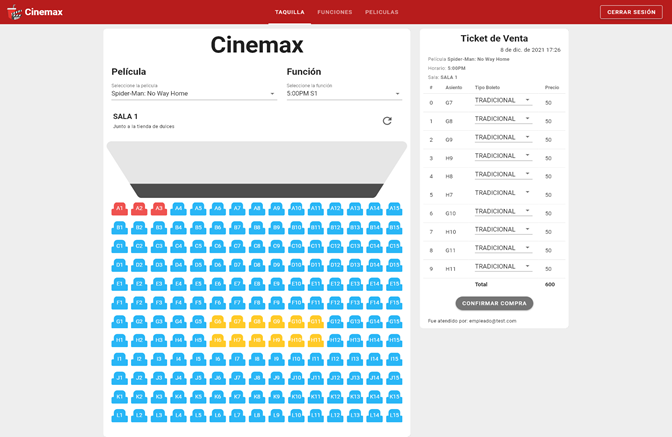 Cinemax
TAQUILLA FUNCIONES PELICULAS
CERRAR SESIÓN
Cinemax
Película Función
Seleccione la película Seleccione la función
Spider-Man: No Way Home 5:00PM S1
SALA 1
Junto a la tienda de dulces
A1 A2 A3 A4 A5 A6 A7 A8 A9 A10 A11 A12 A13 A14 A15
B1 B2 B3 B4 B5 B6 B7 B8 B9 B10 B11 B12 B13 B14 B15
C1 C2 C3 C4 C5 C6 C7 C8 C9 C10 C11 C12 C13 C14 C15
D1 D2 D3 D4 D5 D6 D7 D8 D9 D10 D11 D12 D13 D14 D15
E1 E2 E3 E4 E5 E6 E7 E8 E9 E10 E11 E12 E13 E14 E15
F1 F2 F3 F4 F5 F6 F7 F8 F9 F10 F11 F12 F13 F14 F15
G1 G2 G3 G4 G5 G6 G7 G8 G9 G10 G11 G12 G13 G14 G15
H1 H2 H3 H4 H5 H6 H7 H8 H9 H10 H11 H12 H13 H14 H15
I1 I2 I3 I4 I5 I6 I7 I8 I9 I10 I11 I12 I13 I14 I15
J1 J2 J3 J4 J5 J6 J7 J8 J9 J10 J11 J12 J13 J14 J15
K1 K2 K3 K4 K5 K6 K7 K8 K9 K10 K11 K12 K13 K14 K15
L1 L2 L3 L4 L5 L6 L7 L8 L9 L10 L11 L12 L13 L14 L15
Ticket de Venta
8 de. dic. de 2021 17:26
Película Spider-Man: No Way Home
Horario: 5:00PM
Sala: SALA 1
# Asiento Tipo Boleto Precio
0 G7 TRADICIONAL 50
1 G8 TRADICIONAL 50
2 G9 TRADICIONAL 50
3 H9 TRADICIONAL 50
4 H8 TRADICIONAL 50
5 H7 TRADICIONAL 50
6 G10 TRADICIONAL 50
7 H10 TRADICIONAL 50
8 G11 TRADICIONAL 50
9 H11 TRADICIONAL 50
Total 600
CONFIRMAR COMPRA
Fue atendido por: empleado@test.com